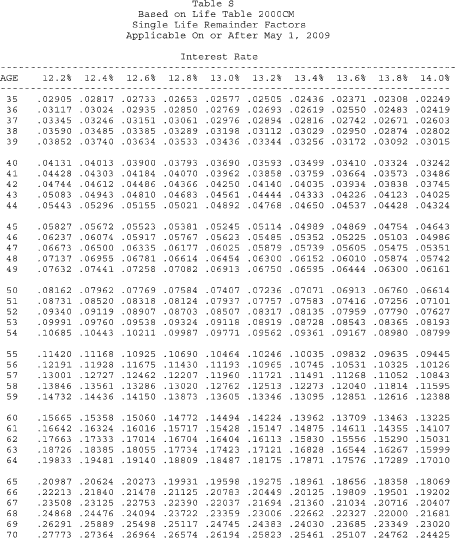 Table S
Based on Life Table 2000CM
Single Life Remainder Factors
Applicable On or After May 1, 2009
Interest Rate
AGE 12.2% 12.4% 12.6% 12.8% 13.0% 13.2% 13.4% 13.6% 13.8% 14.0%
35 .02905 .02817 .02733 .02653 .02577 .02505 .02436 .02371 .02308 .02249
36 .03117 .03024 .02935 .02850 .02769 .02693 .02619 .02550 .02483 .02419
37 .03345 .03246 .03151 .03061 .02976 .02894 .02816 .02742 .02671 .02603
38 .03590 .03485 .03385 .03289 .03198 .03112 .03029 .02950 .02874 .02802
39 .03852 .03740 .03634 .03533 .03436 .03344 .03256 .03172 .03092 .03015
40 .04131 .04013 .03900 .03793 .03690 .03593 .03499 .03410 .03324 .03242
41 .04428 .04303 .04184 .04070 .03962 .03858 .03759 .03664 .03573 .03486
42 .04744 .04612 .04486 .04366 .04250 .04140 .04035 .03934 .03838 .03745
43 .05083 .04943 .04810 .04683 .04561 .04444 .04333 .04226 .04123 .04025
44 .05443 .05296 .05155 .05021 .04892 .04768 .04650 .04537 .04428 .04324
45 .05827 .05672 .05523 .05381 .05245 .05114 .04989 .04869 .04754 .04643
46 .06237 .06074 .05917 .05767 .05623 .05485 .05352 .05225 .05103 .04986
47 .06673 .06500 .06335 .06177 .06025 .05879 .05739 .05605 .05475 .05351
48 .07137 .06955 .06781 .06614 .06454 .06300 .06152 .06010 .05874 .05742
49 .07632 .07441 .07258 .07082 .06913 .06750 .06595 .06444 .06300 .06161
50 .08162 .07962 .07769 .07584 .07407 .07236 .07071 .06913 .06760 .06614
51 .08731 .08520 .08318 .08124 .07937 .07757 .07583 .07416 .07256 .07101
52 .09340 .09119 .08907 .08703 .08507 .08317 .08135 .07959 .07790 .07627
53 .09991 .09760 .09538 .09324 .09118 .08919 .08728 .08543 .08365 .08193
54 .10685 .10443 .10211 .09987 .09771 .09562 .09361 .09167 .08980 .08799
55 .11420 .11168 .10925 .10690 .10464 .10246 .10035 .09832 .09635 .09445
56 .12191 .11928 .11675 .11430 .11193 .10965 .10745 .10531 .10325 .10126
57 .13001 .12727 .12462 .12207 .11960 .11721 .11491 .11268 .11052 .10843
58 .13846 .13561 .13286 .13020 .12762 .12513 .12273 .12040 .11814 .11595
59 .14732 .14436 .14150 .13873 .13605 .13346 .13095 .12851 .12616 .12388
60 .15665 .15358 .15060 .14772 .14494 .14224 .13962 .13709 .13463 .13225
61 .16642 .16324 .16016 .15717 .15428 .15147 .14875 .14611 .14355 .14107
62 .17663 .17333 .17014 .16704 .16404 .16113 .15830 .15556 .15290 .15031
63 .18726 .18385 .18055 .17734 .17423 .17121 .16828 .16544 .16267 .15999
64 .19833 .19481 .19140 .18809 .18487 .18175 .17871 .17576 .17289 .17010
65 .20987 .20624 .20273 .19931 .19598 .19275 .18961 .18656 .18358 .18069
66 .22213 .21840 .21478 .21125 .20783 .20449 .20125 .19809 .19501 .19202
67 .23508 .23125 .22753 .22390 .22037 .21694 .21360 .21034 .20716 .20407
68 .24868 .24476 .24094 .23722 .23359 .23006 .22662 .22327 .22000 .21681
69 .26291 .25889 .25498 .25117 .24745 .24383 .24030 .23685 .23349 .23020
70 .27773 .27364 .26964 .26574 .26194 .25823 .25461 .25107 .24762 .24425